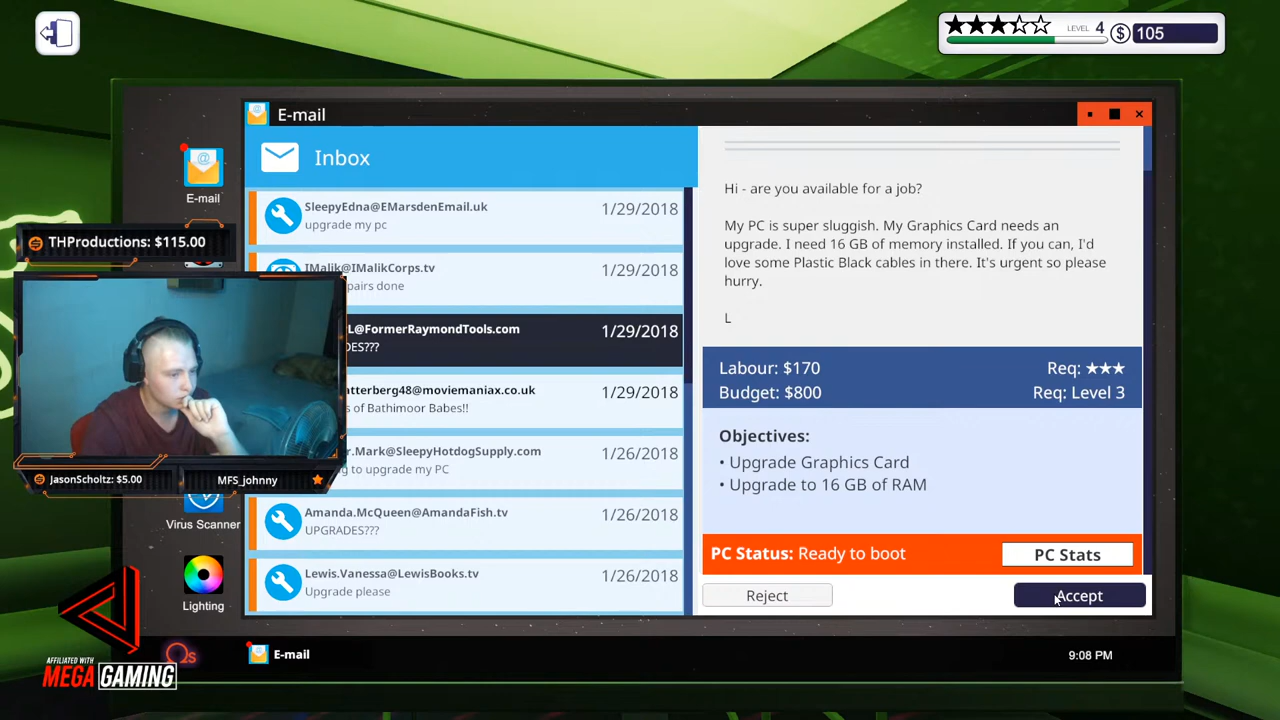 LEVEL 4
$ 105
E-mail
Inbox
E-mail
SleepyEdna@EMarsdenEmail.uk 1/29/2018
upgrade my pc
IMalik@IMalikCorps.tv 1/29/2018
pairs done
L@FormerRaymondTools.com 1/29/2018
DES???
atterberg48@moviemaniax.co.uk 1/29/2018
s of Bathimoor Babes!!
r.Mark@SleepyHotdogSupply.com 1/26/2018
g to upgrade my PC
Amanda.McQueen@AmandaFish.tv 1/26/2018
UPGRADES???
Lewis.Vanessa@LewisBooks.tv 1/26/2018
Upgrade please
Hi - are you available for a job?
My PC is super sluggish. My Graphics Card needs an
upgrade. I need 16 GB of memory installed. If you can, I'd
love some Plastic Black cables in there. It's urgent so please
hurry.
L
Labour: $170 Req: ★★★
Budget: $800 Req: Level 3
Objectives:
• Upgrade Graphics Card
• Upgrade to 16 GB of RAM
PC Status: Ready to boot PC Stats
Reject Accept
THProductions: $115.00
JasonScholtz: $5.00 MFS_johnny
Virus Scanner
Lighting
AFFILIATED WITH
MEGA GAMING
Os
E-mail
9:08 PM